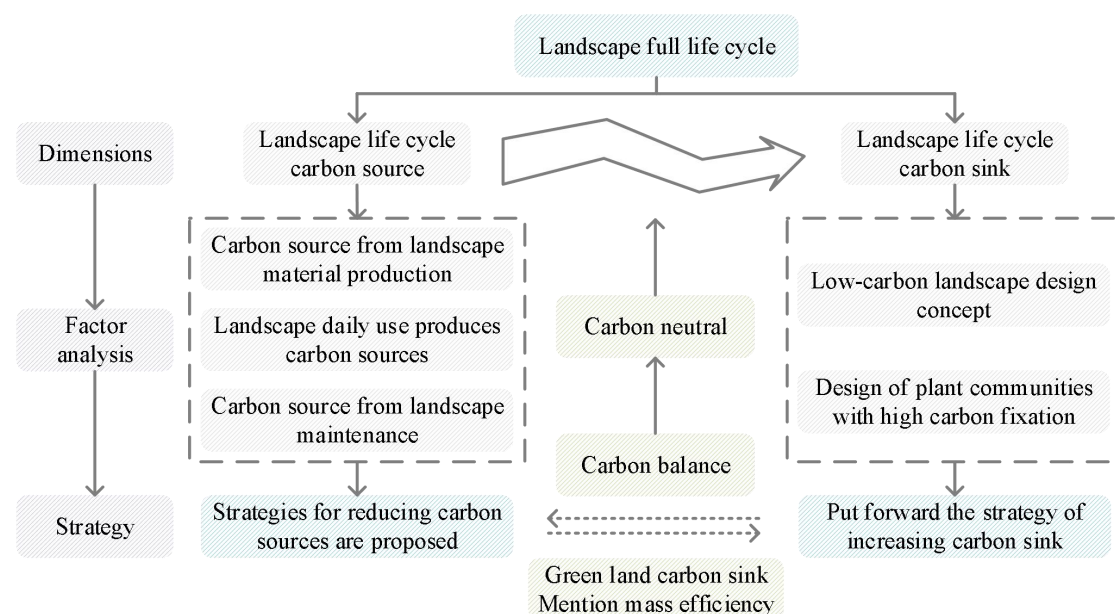 Landscape full life cycle
Dimensions
Landscape life cycle
carbon source
Landscape life cycle
carbon sink
Carbon source from landscape
material production
Landscape daily use produces
carbon sources
Carbon source from landscape
maintenance
Factor
analysis
Carbon neutral
Carbon balance
Low-carbon landscape design
concept
Design of plant communities
with high carbon fixation
Strategy
Strategies for reducing carbon
sources are proposed
Put forward the strategy of
increasing carbon sink
Green land carbon sink
Mention mass efficiency